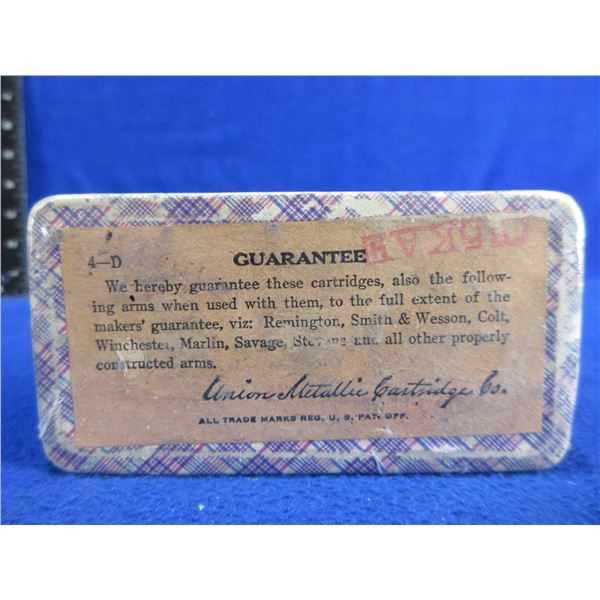 4—D
GUARANTEE
We hereby guarantee these cartridges, also the follow-
ing arms when used with them, to the full extent of the
makers' guarantee, viz: Remington, Smith & Wesson, Colt,
Winchester, Marlin, Savage, Stevens and all other properly
constructed arms.
Union Metallic Cartridge Co.
ALL TRADE MARKS REG. U. S. PAT. OFF.